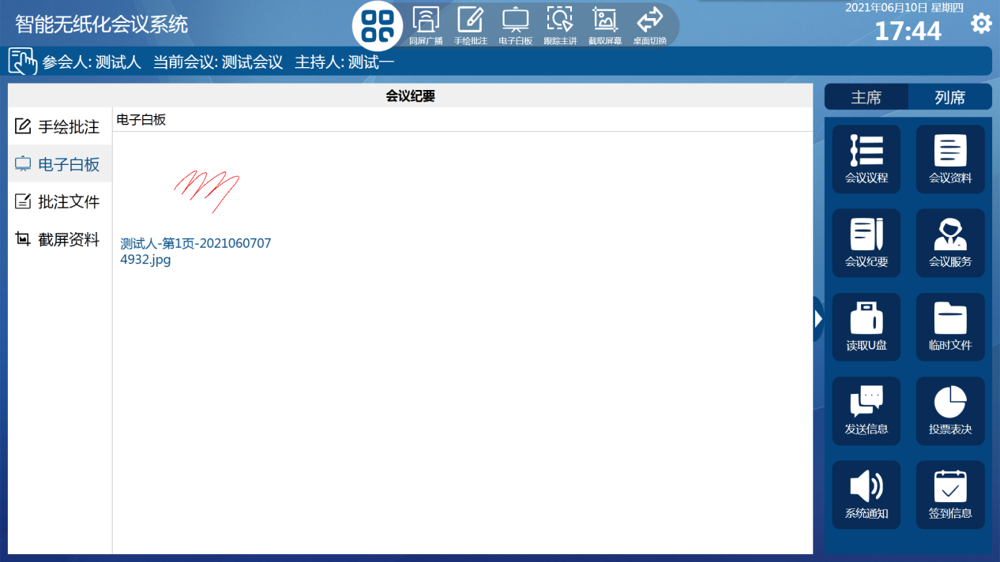 智能无纸化会议系统
同屏广播 手绘批注 电子白板 跟踪主讲 截取屏幕 桌面切换
2021年06月10日 星期四
17:44
参会人: 测试人 当前会议: 测试会议 主持人: 测试一
会议纪要
主席 列席
手绘批注
电子白板
批注文件
截屏资料
电子白板
测试人-第1页-2021060707
4932.jpg
会议议程 会议资料
会议纪要 会议服务
读取U盘 临时文件
发送信息 投票表决
系统通知 签到信息